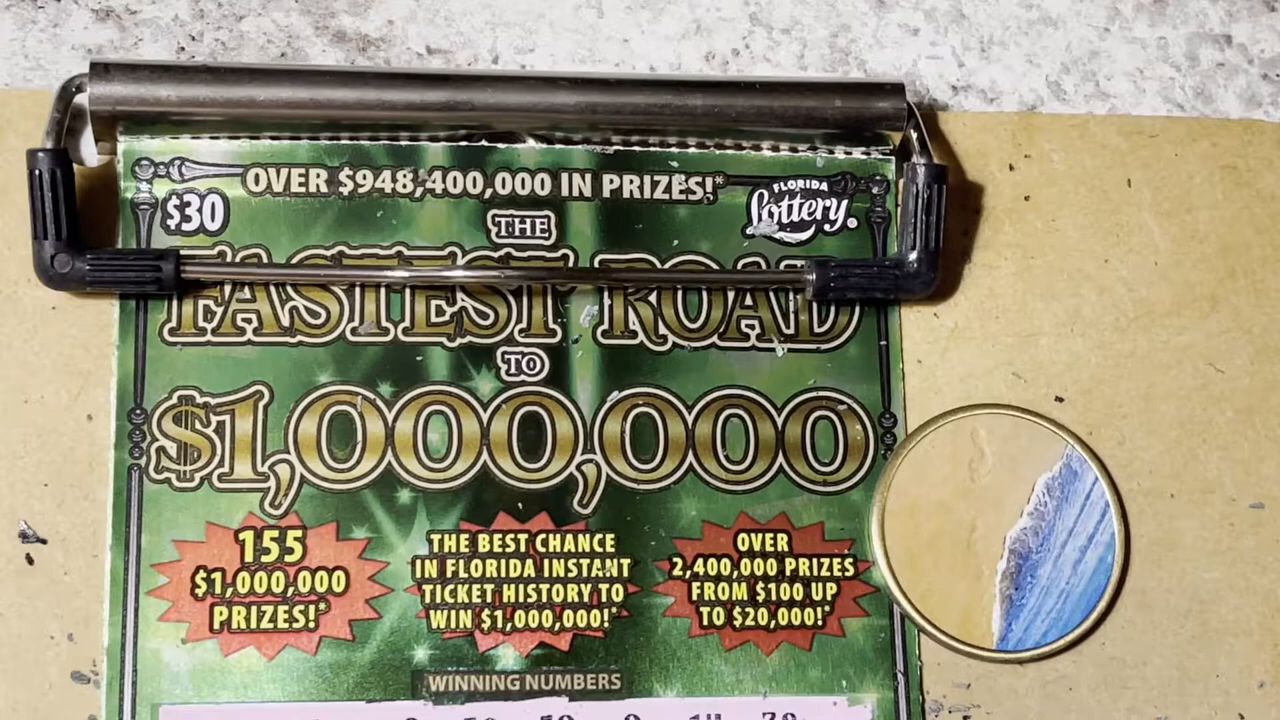 OVER $948,400,000 IN PRIZES!*
$30
FLORIDA
Lottery®
THE
FASTEST ROAD
TO
$1,000,000
155
$1,000,000
PRIZES!*
THE BEST CHANCE
IN FLORIDA INSTANT
TICKET HISTORY TO
WIN $1,000,000!*
OVER
2,400,000 PRIZES
FROM $100 UP
TO $20,000!*
WINNING NUMBERS